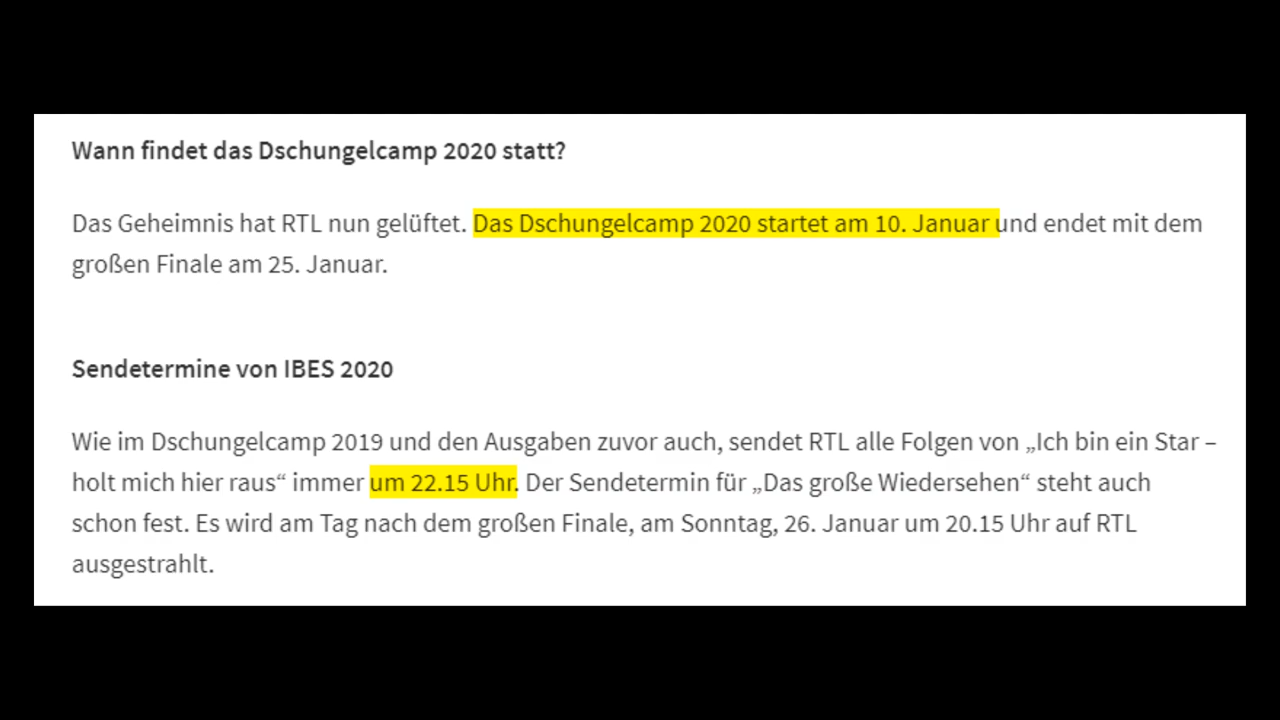 Wann findet das Dschungelcamp 2020 statt?
Das Geheimnis hat RTL nun gelüftet. Das Dschungelcamp 2020 startet am 10. Januar und endet mit dem
großen Finale am 25. Januar.
Sendetermine von IBES 2020
Wie im Dschungelcamp 2019 und den Ausgaben zuvor auch, sendet RTL alle Folgen von „Ich bin ein Star –
holt mich hier raus“ immer um 22.15 Uhr. Der Sendetermin für „Das große Wiedersehen“ steht auch
schon fest. Es wird am Tag nach dem großen Finale, am Sonntag, 26. Januar um 20.15 Uhr auf RTL
ausgestrahlt.